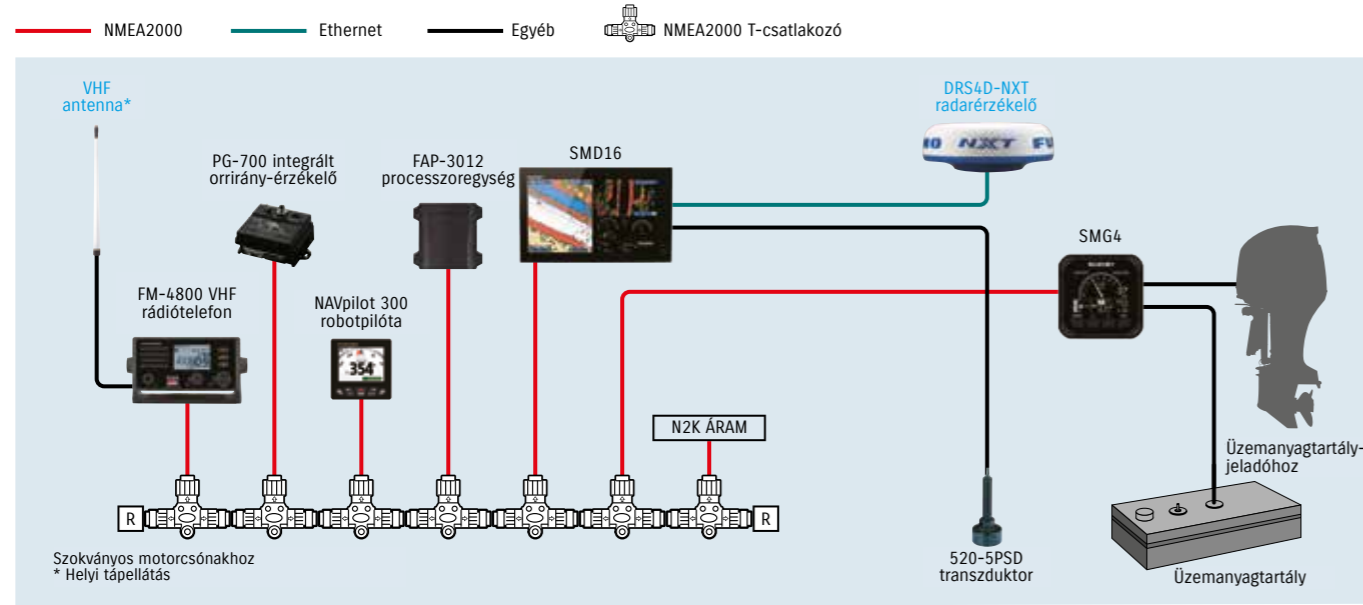 NMEA2000
Ethernet
Egyéb
NMEA2000 T-csatlakozó
VHF
antenna*
DRS4D-NXT
radarérzékelő
PG-700 integrált
orrirány-érzékelő
FAP-3012
processzoregység
SMD16
NXT
SMG4
FM-4800 VHF
rádiótelefon
NAVpilot 300
robotpilóta
354°
N2K ÁRAM
Üzemanyagtartály-
jeladóhoz
R
R
Szokványos motorcsónakhoz
* Helyi tápellátás
520-5PSD
transzduktor
Üzemanyagtartály